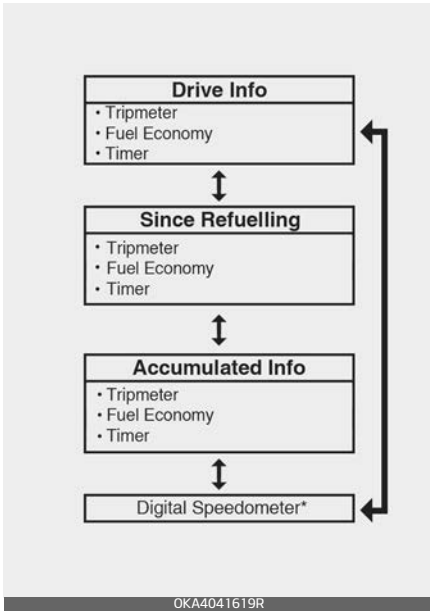 Drive Info
• Tripmeter
• Fuel Economy
• Timer
Since Refuelling
• Tripmeter
• Fuel Economy
• Timer
Accumulated Info
• Tripmeter
• Fuel Economy
• Timer
Digital Speedometer*
OKA4041619R